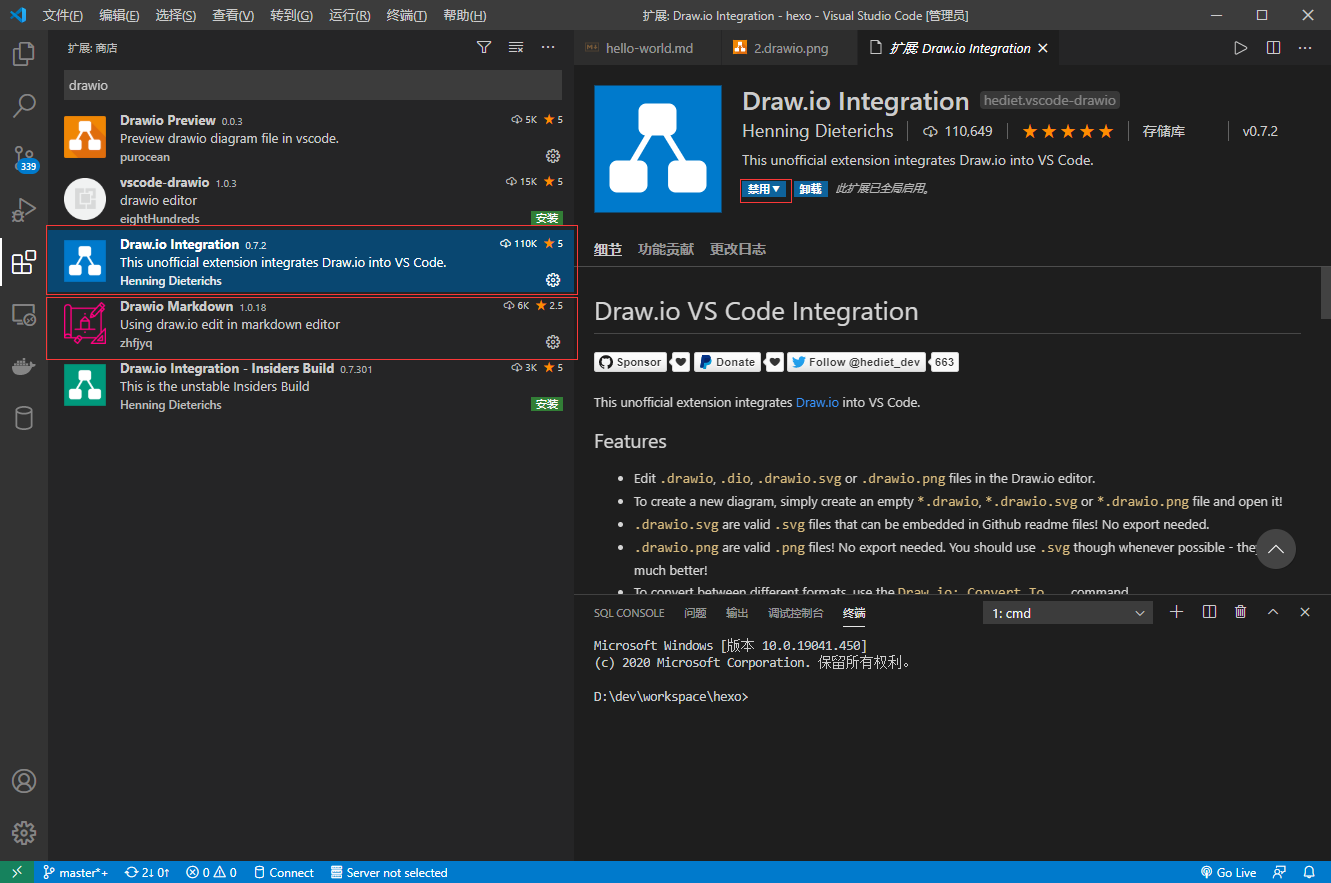 文件(F) 编辑(E) 选择(S) 查看(V) 转到(G) 运行(R) 终端(T) 帮助(H) 扩展: Draw.io Integration - hexo - Visual Studio Code [管理员]
扩展: 商店
hello-world.md 2.drawio.png 扩展: Draw.io Integration
drawio
Drawio Preview 0.0.3 5K 5
Preview drawio diagram file in vscode.
purocean
vscode-drawio 1.0.3 15K 5
drawio editor
eightHundreds 安装
Draw.io Integration 0.7.2 110K 5
This unofficial extension integrates Draw.io into VS Code.
Henning Dieterichs
Drawio Markdown 1.0.18 6K 2.5
Using draw.io edit in markdown editor
zhfjyq
Draw.io Integration - Insiders Build 0.7.301 3K 5
This is the unstable Insiders Build
Henning Dieterichs 安装
339
Draw.io Integration hediet.vscode-drawio
Henning Dieterichs 110,649 存储库 v0.7.2
This unofficial extension integrates Draw.io into VS Code.
禁用 卸载 此扩展已全局启用。
细节 功能贡献 更改日志
Draw.io VS Code Integration
Sponsor Donate Follow @hediet_dev 663
This unofficial extension integrates Draw.io into VS Code.
Features
Edit .drawio, .dio, .drawio.svg or .drawio.png files in the Draw.io editor.
To create a new diagram, simply create an empty *.drawio, *.drawio.svg or *.drawio.png file and open it!
.drawio.svg are valid .svg files that can be embedded in Github readme files! No export needed.
.drawio.png are valid .png files! No export needed. You should use .svg though whenever possible - they
much better!
To convert between different formats, use the Draw.io: Convert To... command.
SQL CONSOLE 问题 输出 调试控制台 终端 1: cmd
Microsoft Windows [版本 10.0.19041.450]
(c) 2020 Microsoft Corporation. 保留所有权利。
D:\dev\workspace\hexo>
master*+ 2↓ 0↑ 0 0 Connect Server not selected Go Live